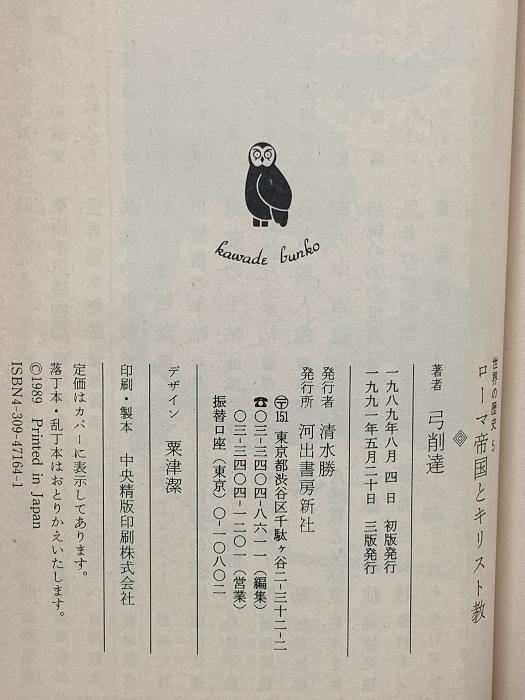 kawade bunko
世界の歴史 5
ローマ帝国とキリスト教
著者 弓削達
一九八九年八月 四 日 初版発行
一九九一年五月二十日 三版発行
発行者 清水勝
発行所 河出書房新社
〒151 東京都渋谷区千駄ヶ谷二-三十二-二
☎〇三-三四〇四-八六一一(編集)
〇三-三四〇四-一二〇一(営業)
振替口座(東京)〇-一〇八〇二
デザイン 粟津潔
印刷・製本 中央精版印刷株式会社
定価はカバーに表示してあります。
落丁本・乱丁本はおとりかえいたします。
©1989 Printed in Japan
ISBN4-309-47164-1